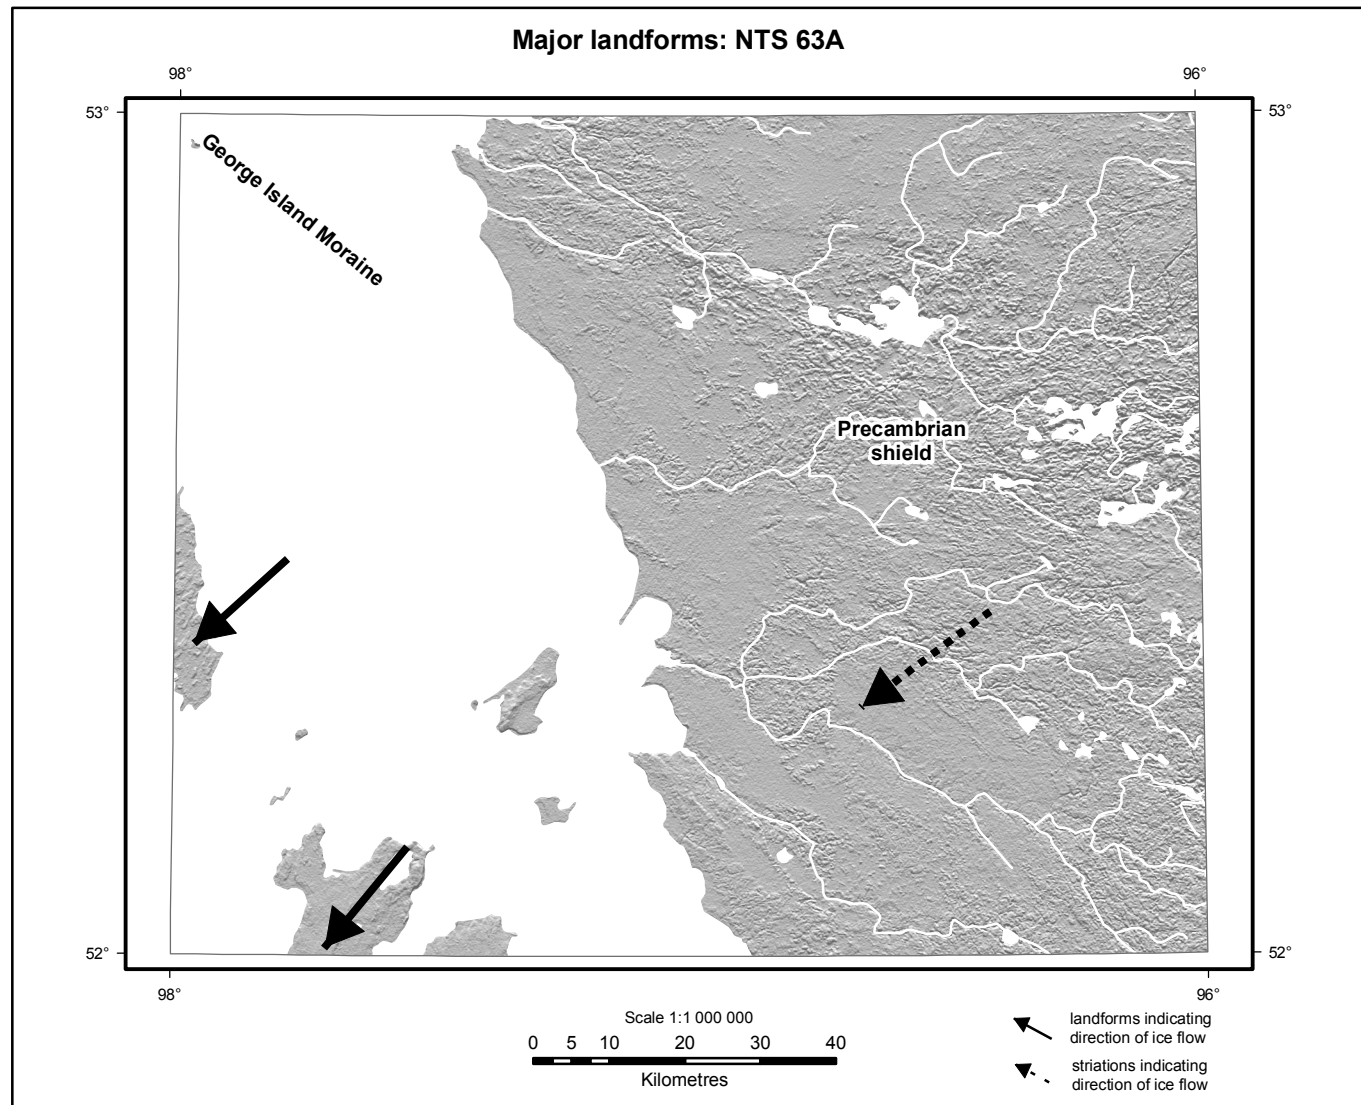 Major landforms: NTS 63A
98°
96°
53°
53°
George Island Moraine
Precambrian
shield
52°
52°
98°
96°
Scale 1:1 000 000
0 5 10 20 30 40
Kilometres
landforms indicating
direction of ice flow
striations indicating
direction of ice flow